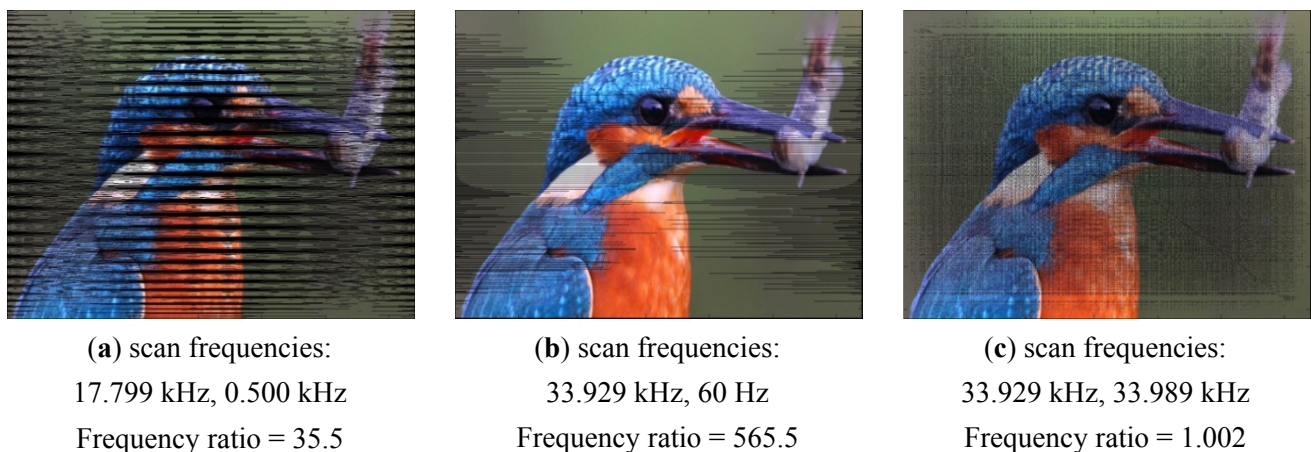 (a) scan frequencies:
17.799 kHz, 0.500 kHz
Frequency ratio = 35.5
(b) scan frequencies:
33.929 kHz, 60 Hz
Frequency ratio = 565.5
(c) scan frequencies:
33.929 kHz, 33.989 kHz
Frequency ratio = 1.002